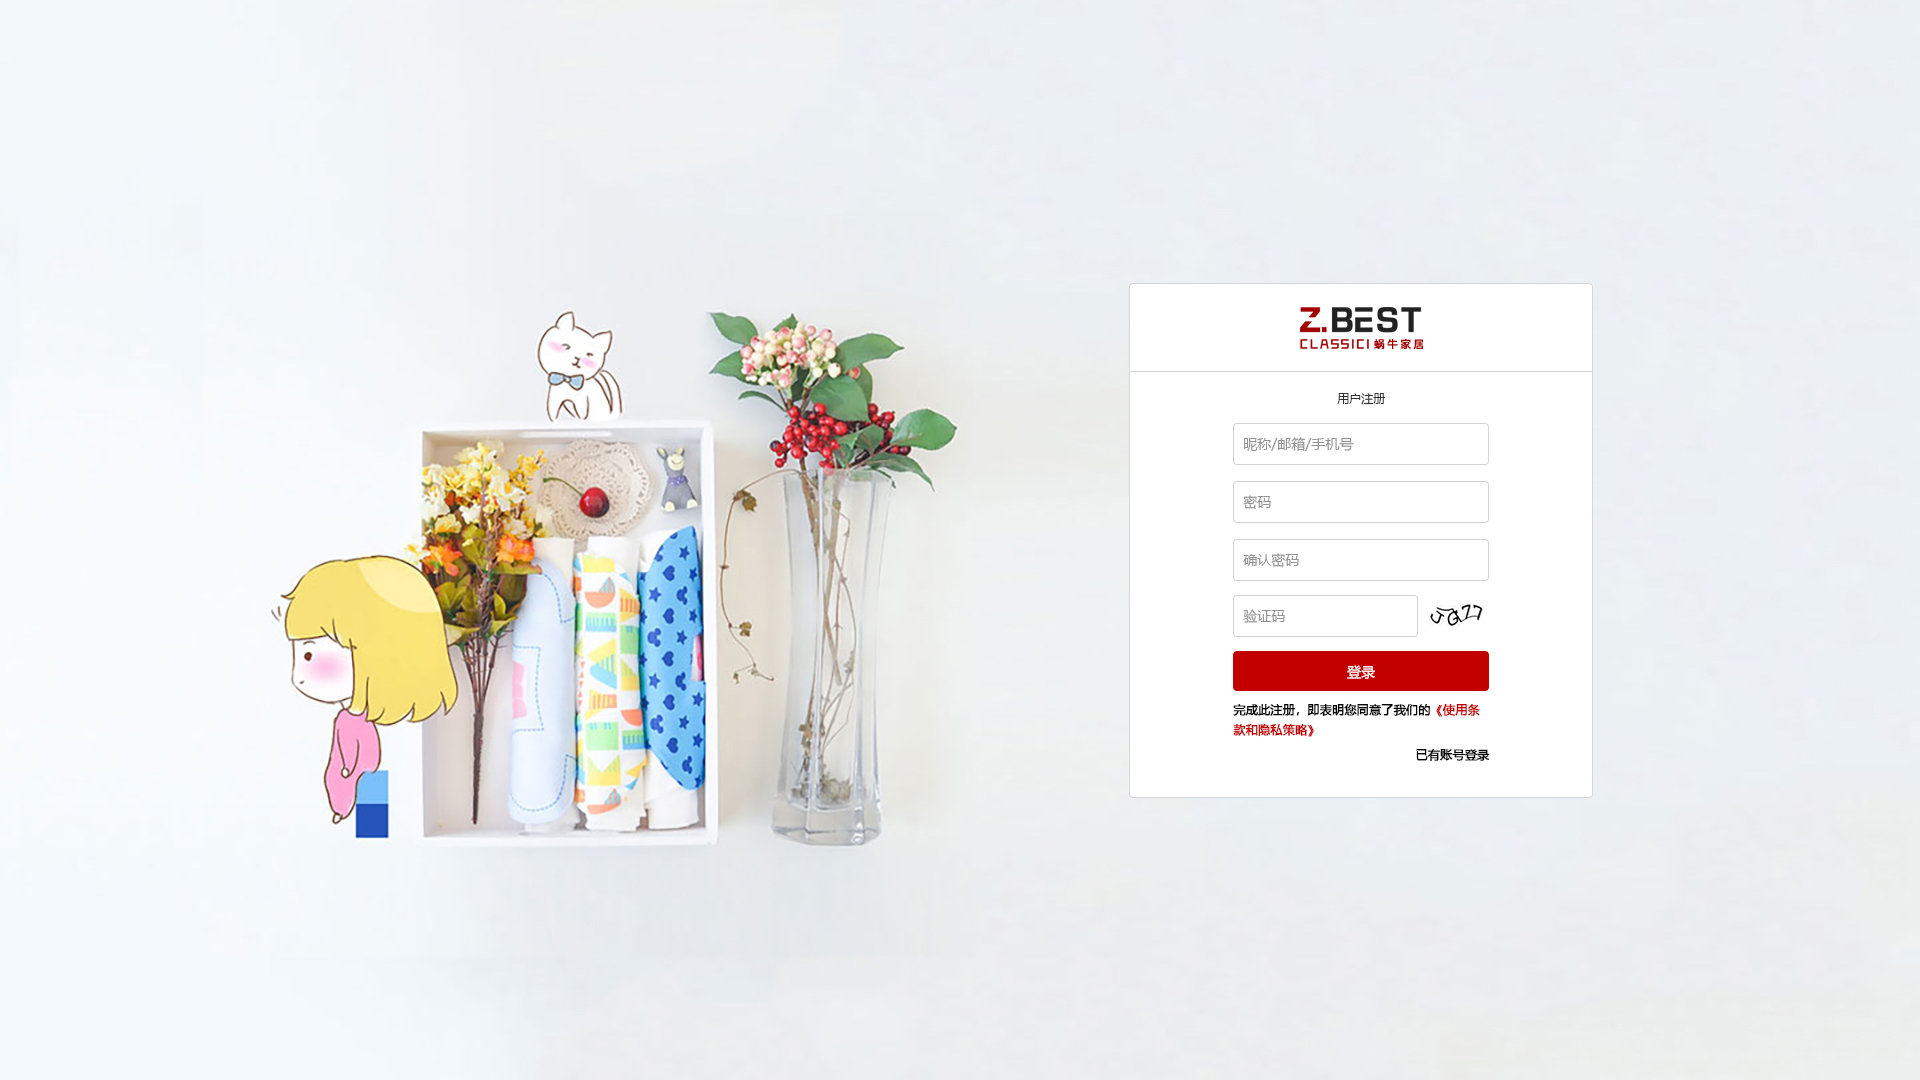 Z.BEST
CLASSICI 蜗牛家居
用户注册
昵称/邮箱/手机号
密码
确认密码
验证码
登录
完成此注册，即表明您同意了我们的《使用条
款和隐私策略》
已有账号登录